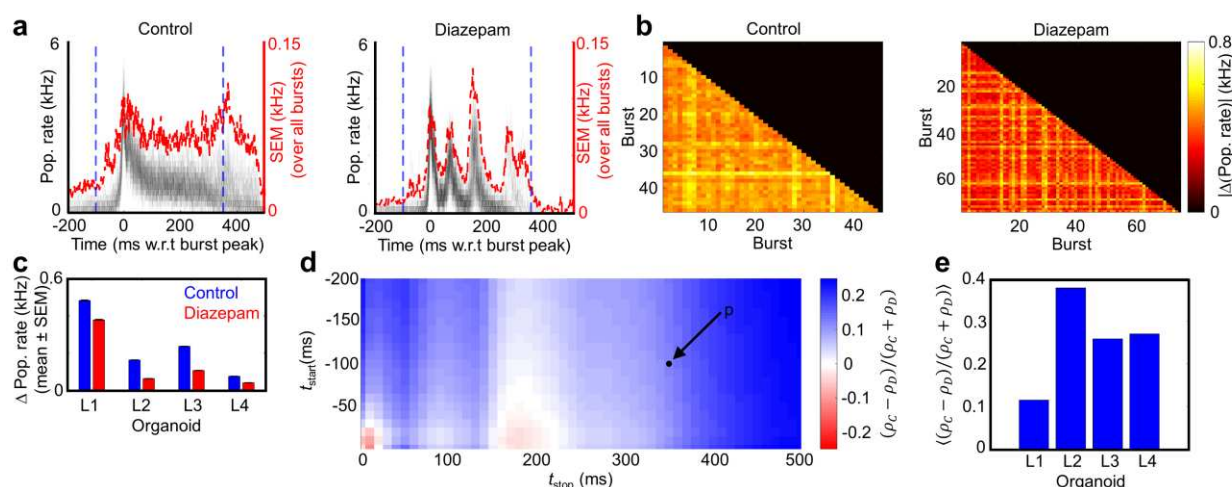 a
Control
6
Pop. rate (kHz)
0
0.15
SEM (kHz)
(over all bursts)
0
-200
0
200
400
Time (ms w.r.t burst peak)
Diazepam
6
Pop. rate (kHz)
0
0.15
SEM (kHz)
(over all bursts)
0
-200
0
200
400
Time (ms w.r.t burst peak)
b
Control
Burst
10
20
30
40
10
20
30
40
Burst
Diazepam
Burst
20
40
60
20
40
60
Burst
0.8
0
|Δ(Pop. rate)| (kHz)
c
0.6
0
Δ Pop. rate (kHz)
(mean ± SEM)
Control
Diazepam
L1 L2 L3 L4
Organoid
d
-200
-150
-100
-50
t_start(ms)
0 100 200 300 400 500
t_stop (ms)
p
0.2
0.1
0
-0.1
-0.2
(ρ_C − ρ_D)/(ρ_C + ρ_D)
e
0.4
0.3
0.2
0.1
0
⟨(ρ_C − ρ_D)/(ρ_C + ρ_D)⟩
L1 L2 L3 L4
Organoid